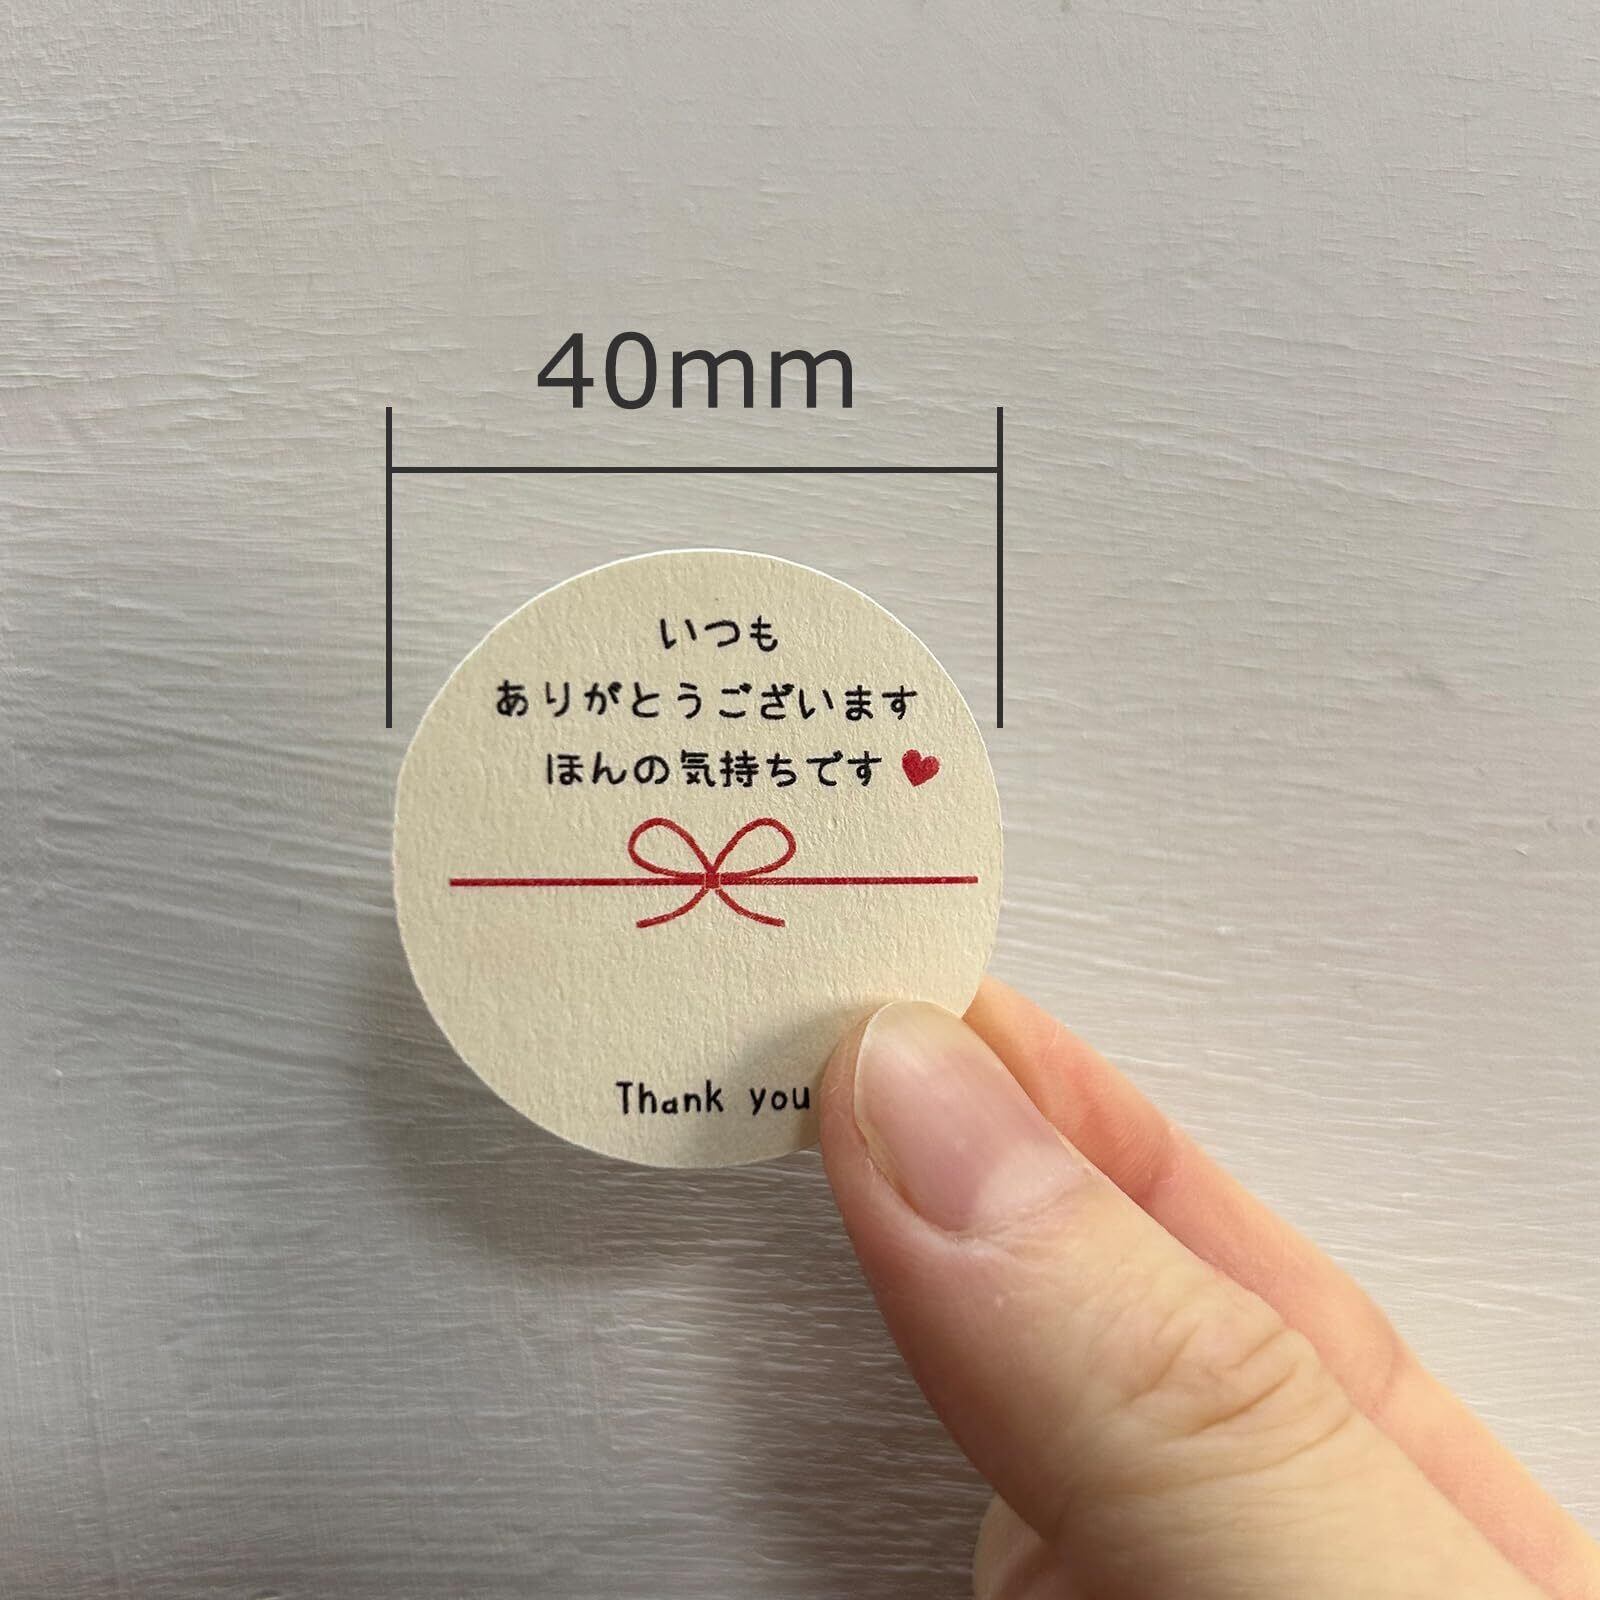 40mm
いつも
ありがとうございます
ほんの気持ちです
Thank you